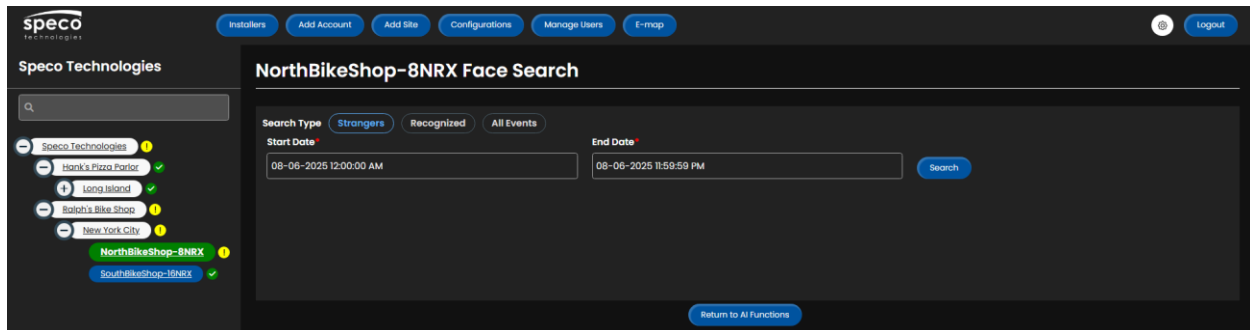 speco
technologies
Installers Add Account Add Site Configurations Manage Users E-map Logout
Speco Technologies
NorthBikeShop-8NRX Face Search
Search Type Strangers Recognized All Events
Start Date* End Date*
08-06-2025 12:00:00 AM 08-06-2025 11:59:59 PM Search
Speco Technologies
Hank's Pizza Parlor
Long Island
Ralph's Bike Shop
New York City
NorthBikeShop-8NRX
SouthBikeShop-16NRX
Return to AI Functions